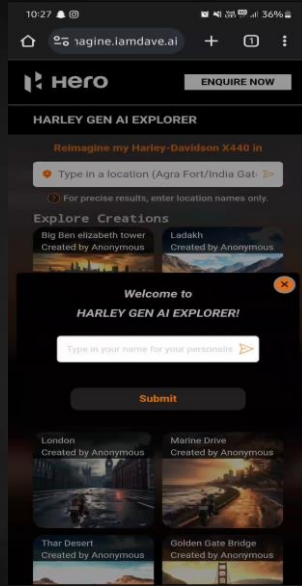 10:27
36%
nagine.iamdave.ai
1
Hero
ENQUIRE NOW
HARLEY GEN AI EXPLORER
Reimagine my Harley-Davidson X440 in
Type in a location (Agra Fort/India Gat
For precise results, enter location names only.
Explore Creations
Big Ben elizabeth tower
Created by Anonymous
Ladakh
Created by Anonymous
Welcome to
HARLEY GEN AI EXPLORER!
Type in your name for your personalise
Submit
London
Created by Anonymous
Marine Drive
Created by Anonymous
Thar Desert
Created by Anonymous
Golden Gate Bridge
Created by Anonymous